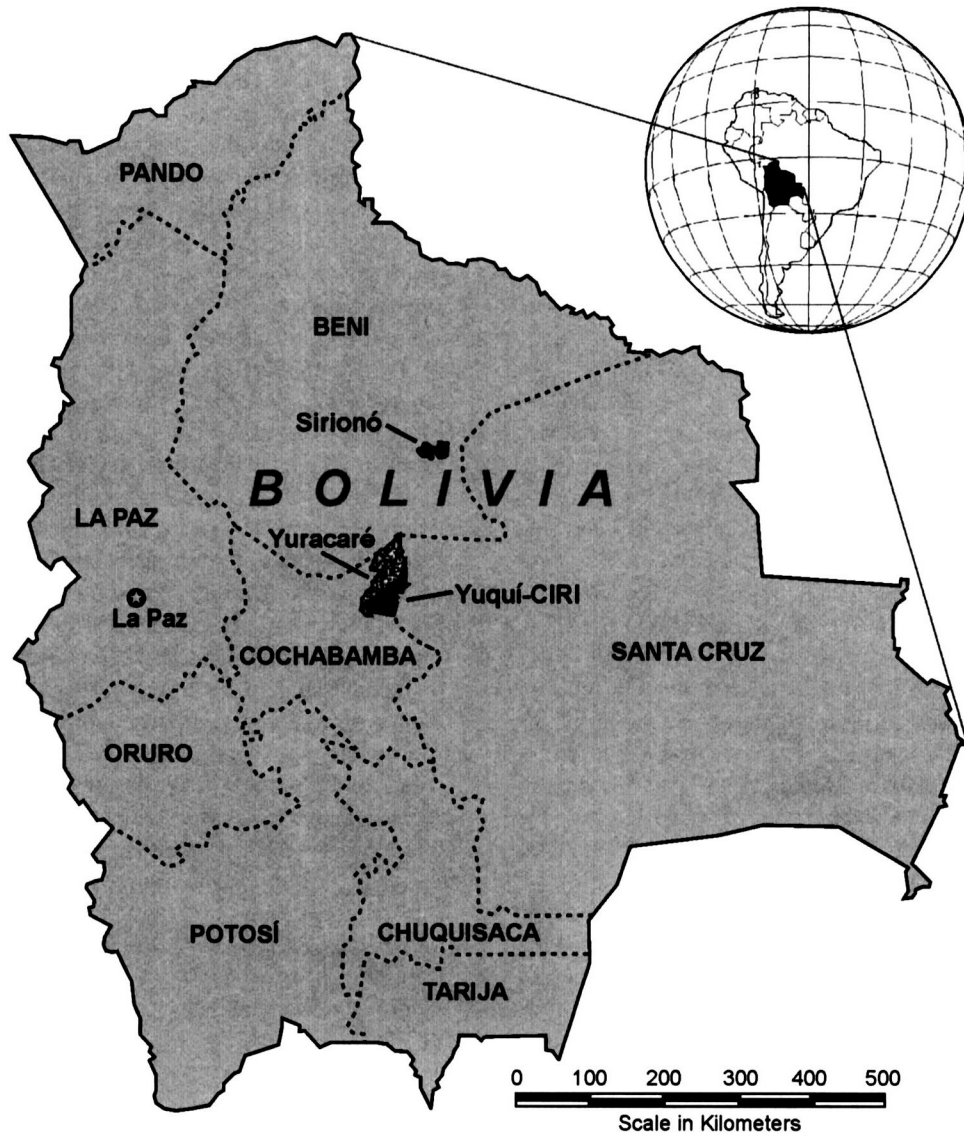 PANDO
BENI
Sirionó
BOLIVIA
LA PAZ
Yuracaré
La Paz
Yuquí-CIRI
COCHABAMBA
SANTA CRUZ
ORURO
POTOSÍ
CHUQUISACA
TARIJA
0 100 200 300 400 500
Scale in Kilometers